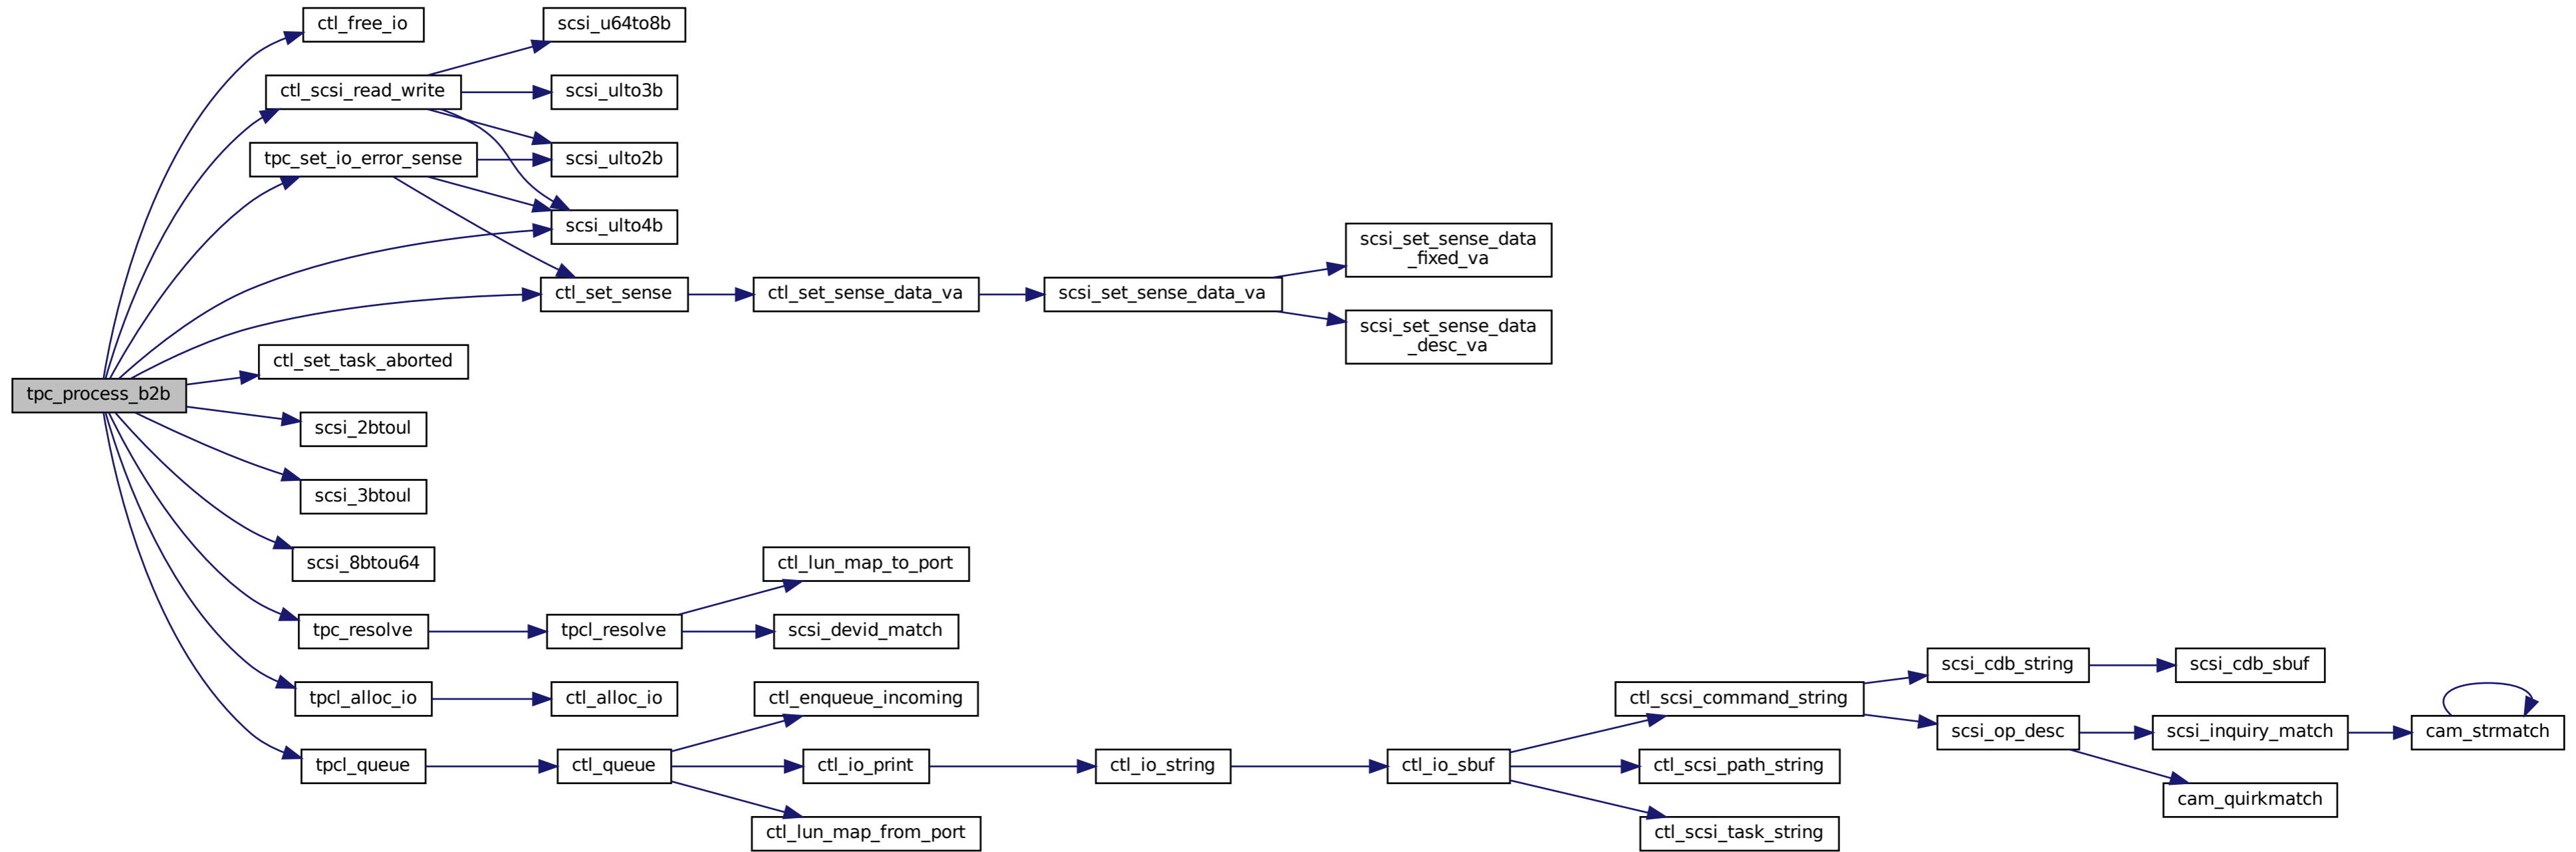 ctl_free_io
scsi_u64to8b
ctl_scsi_read_write
scsi_ulto3b
tpc_set_io_error_sense
scsi_ulto2b
scsi_ulto4b
scsi_set_sense_data
_fixed_va
ctl_set_sense
ctl_set_sense_data_va
scsi_set_sense_data_va
scsi_set_sense_data
_desc_va
ctl_set_task_aborted
tpc_process_b2b
scsi_2btoul
scsi_3btoul
scsi_8btou64
ctl_lun_map_to_port
tpc_resolve
tpcl_resolve
scsi_devid_match
scsi_cdb_string
scsi_cdb_sbuf
tpcl_alloc_io
ctl_alloc_io
ctl_enqueue_incoming
ctl_scsi_command_string
scsi_op_desc
scsi_inquiry_match
cam_strmatch
tpcl_queue
ctl_queue
ctl_io_print
ctl_io_string
ctl_io_sbuf
ctl_scsi_path_string
cam_quirkmatch
ctl_lun_map_from_port
ctl_scsi_task_string